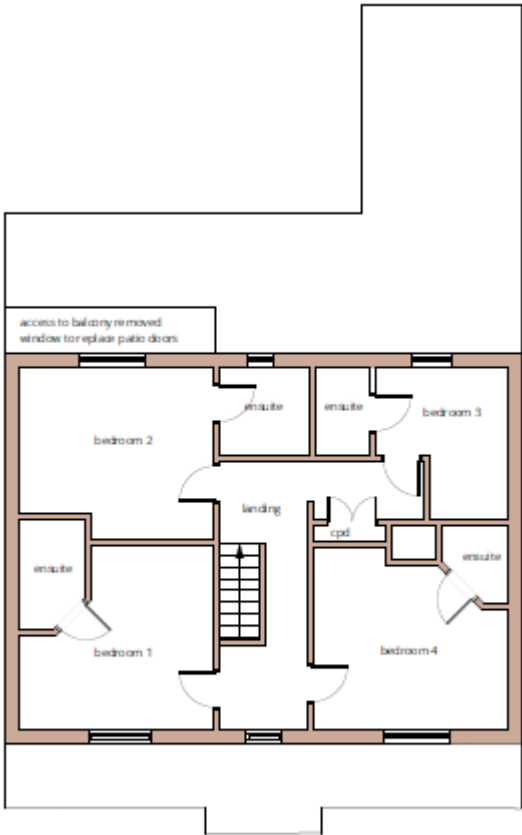 access to balcony removed
window to replace patio doors
ensuite
ensuite
bedroom 3
bedroom 2
landing
cpd
ensuite
ensuite
bedroom 1
bedroom 4